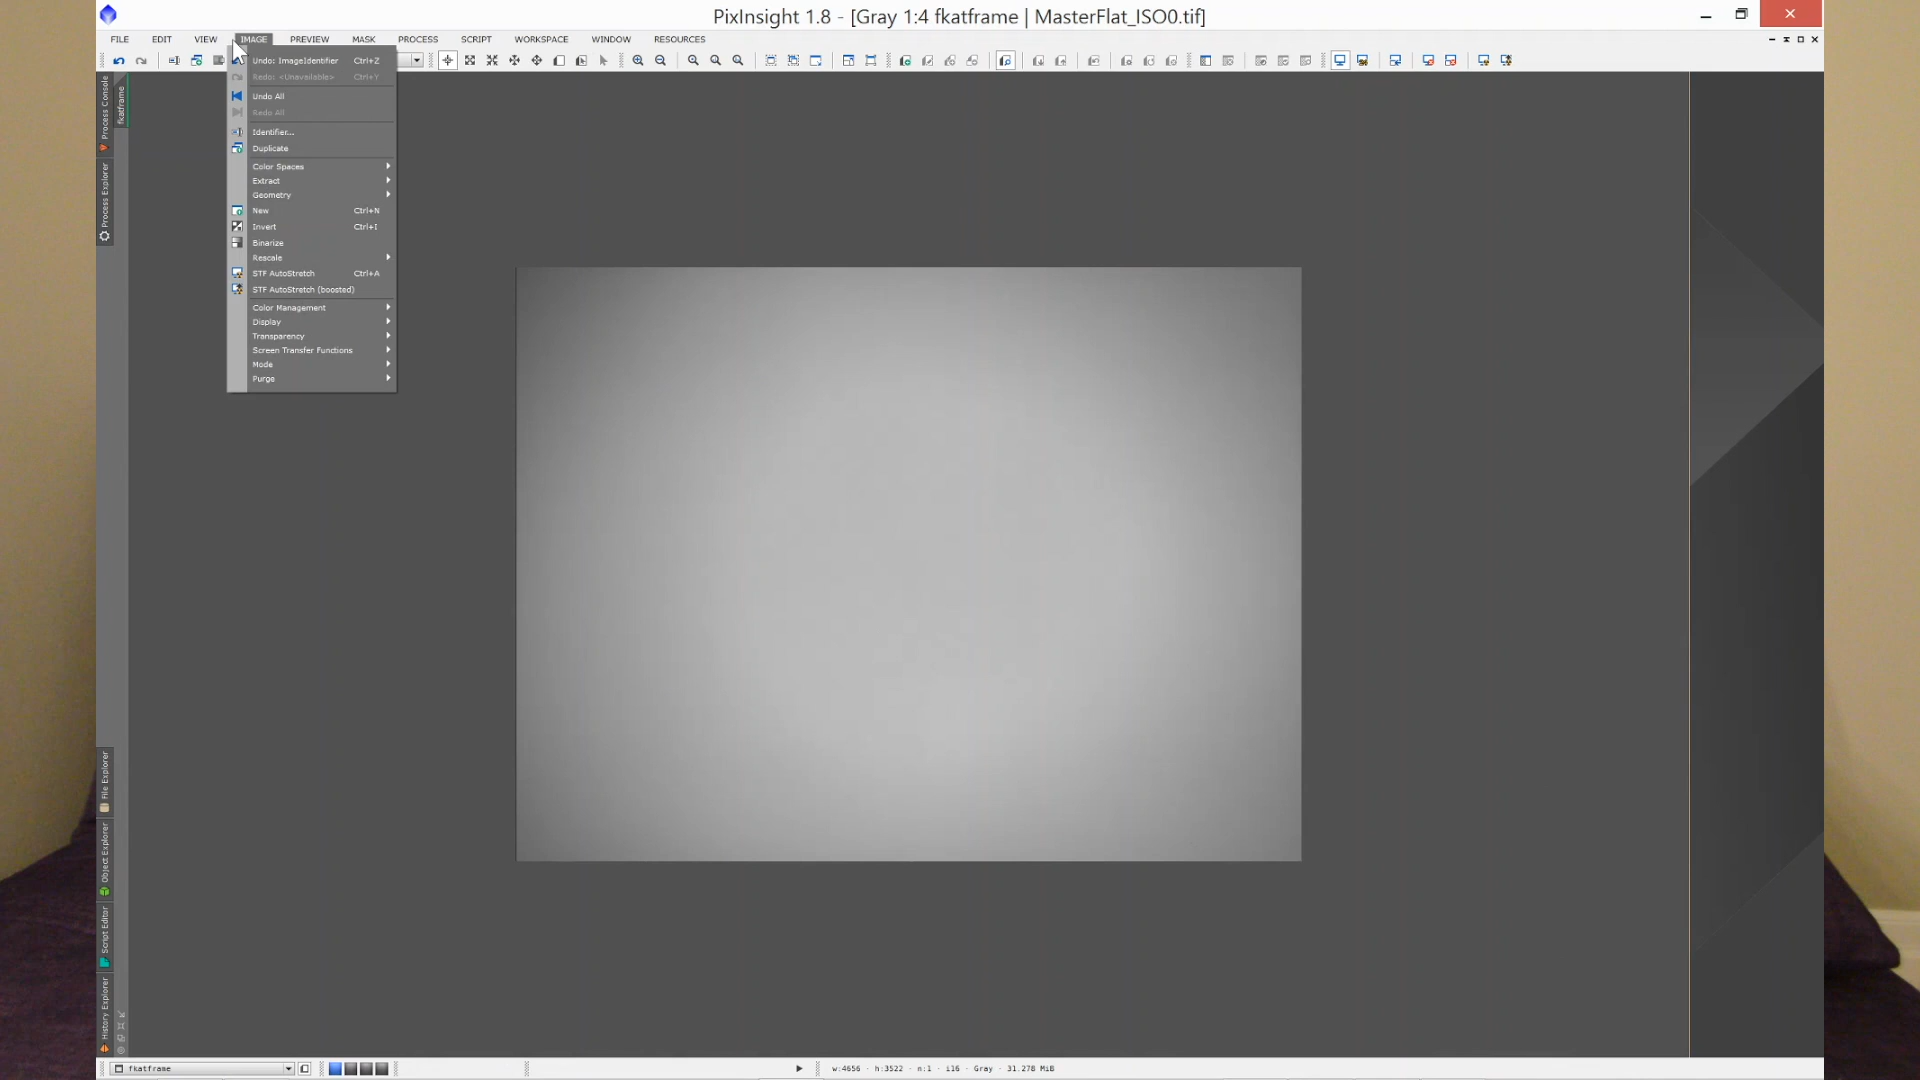 PixInsight 1.8 - [Gray 1:4 fkatframe | MasterFlat_ISO0.tif]
FILE EDIT VIEW IMAGE PREVIEW MASK PROCESS SCRIPT WORKSPACE WINDOW RESOURCES
Undo: ImageIdentifier Ctrl+Z
Redo: <Unavailable> Ctrl+Y
Undo All
Redo All
Identifier...
Duplicate
Color Spaces
Extract
Geometry
New Ctrl+N
Invert Ctrl+I
Binarize
Rescale
STF AutoStretch Ctrl+A
STF AutoStretch (boosted)
Color Management
Display
Transparency
Screen Transfer Functions
Mode
Purge
Process Console
fkatframe
Process Explorer
File Explorer
Object Explorer
Script Editor
History Explorer
fkatframe
w:4656 · h:3522 · n:1 · i16 · Gray · 31.278 MiB